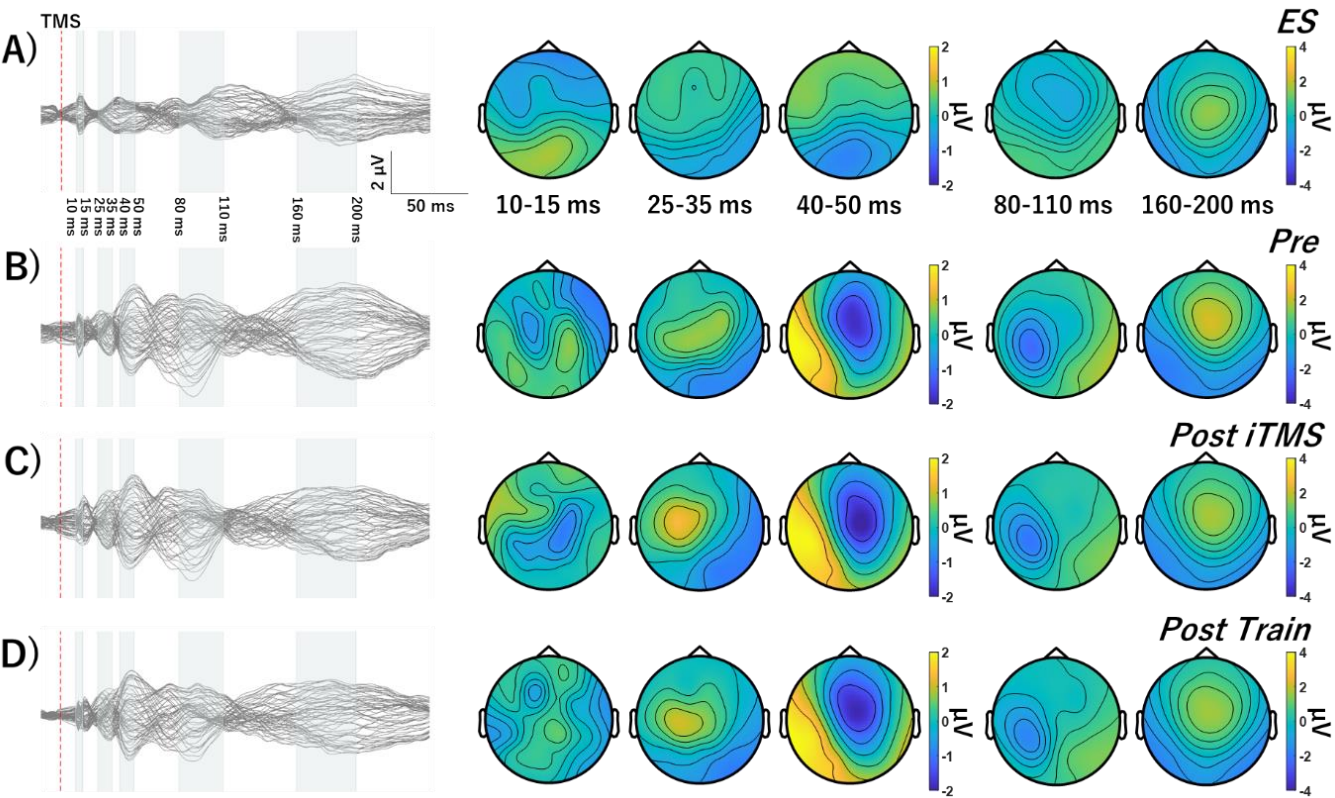 TMS
A)
ES
2 μV
50 ms
10 ms
15 ms
25 ms
35 ms
40 ms
50 ms
80 ms
110 ms
160 ms
200 ms
2
1
0
-1
-2
μV
4
2
0
-2
-4
μV
10-15 ms
25-35 ms
40-50 ms
80-110 ms
160-200 ms
B)
Pre
2
1
0
-1
-2
μV
4
2
0
-2
-4
μV
C)
Post iTMS
2
1
0
-1
-2
μV
4
2
0
-2
-4
μV
D)
Post Train
2
1
0
-1
-2
μV
4
2
0
-2
-4
μV